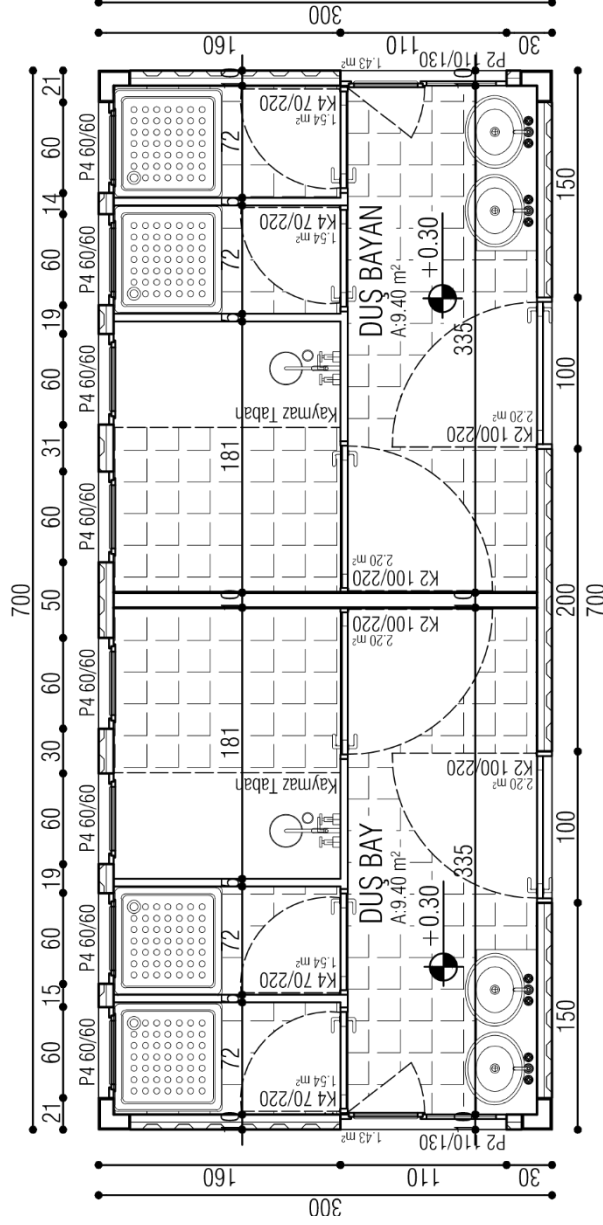 300
160
110
30
P2 110/130
1.43 m²
700
21
60
14
60
19
60
31
60
50
60
30
60
19
60
15
60
21
P4 60/60
P4 60/60
P4 60/60
P4 60/60
P4 60/60
P4 60/60
P4 60/60
P4 60/60
K4 70/220
1.54 m²
72
K4 70/220
1.54 m²
72
DUŞ BAYAN
A:9.40 m²
+0.30
335
Kaymaz Taban
181
K2 100/220
2.20 m²
K2 100/220
2.20 m²
150
100
200
100
150
700
K2 100/220
2.20 m²
K2 100/220
2.20 m²
181
Kaymaz Taban
DUŞ BAY
A:9.40 m²
+0.30
335
72
K4 70/220
1.54 m²
72
K4 70/220
1.54 m²
1.43 m²
P2 110/130
160
110
30
300